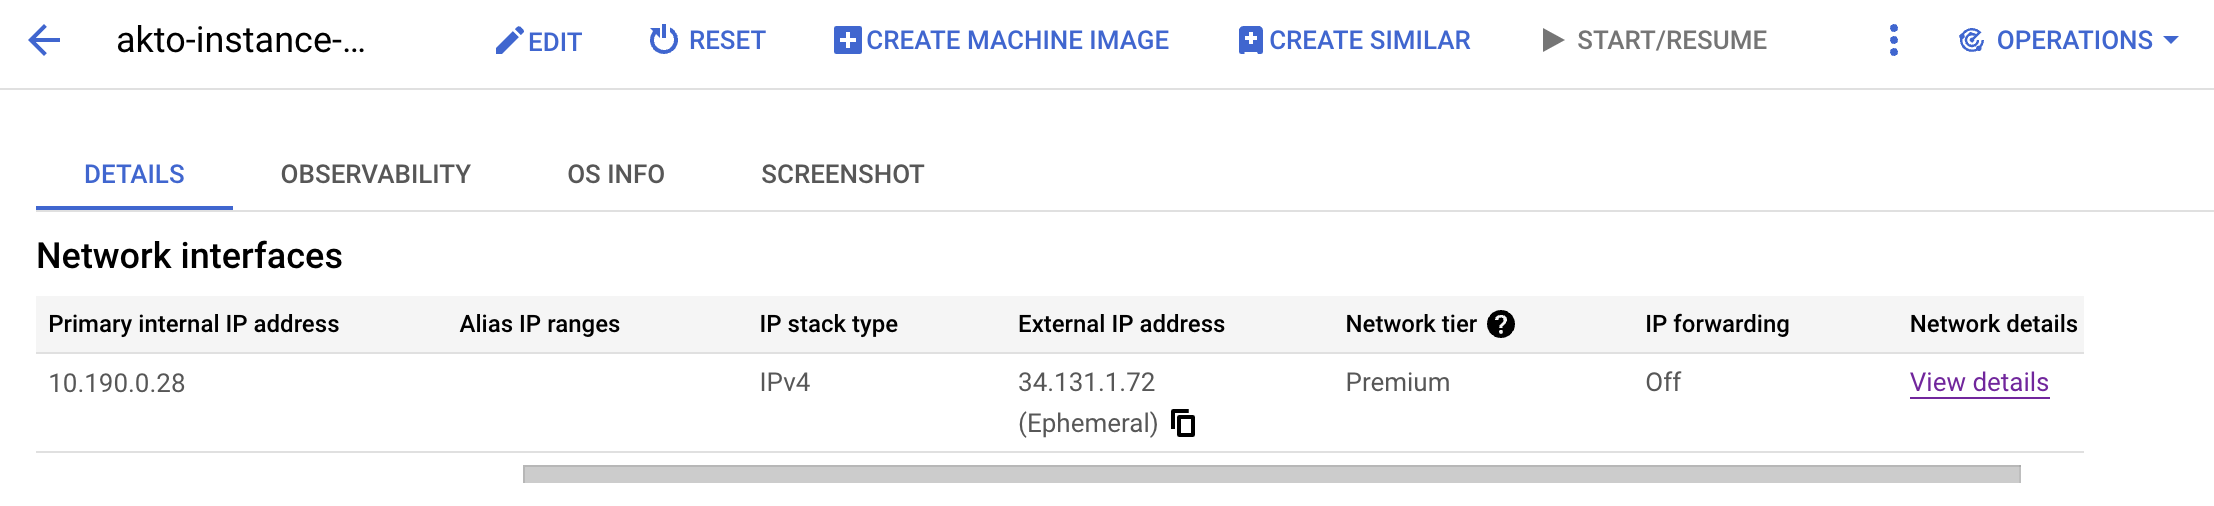 akto-instance-... EDIT RESET CREATE MACHINE IMAGE CREATE SIMILAR START/RESUME OPERATIONS
DETAILS OBSERVABILITY OS INFO SCREENSHOT
Network interfaces
Primary internal IP address Alias IP ranges IP stack type External IP address Network tier ? IP forwarding Network details
10.190.0.28 IPv4 34.131.1.72 Premium Off View details
(Ephemeral)